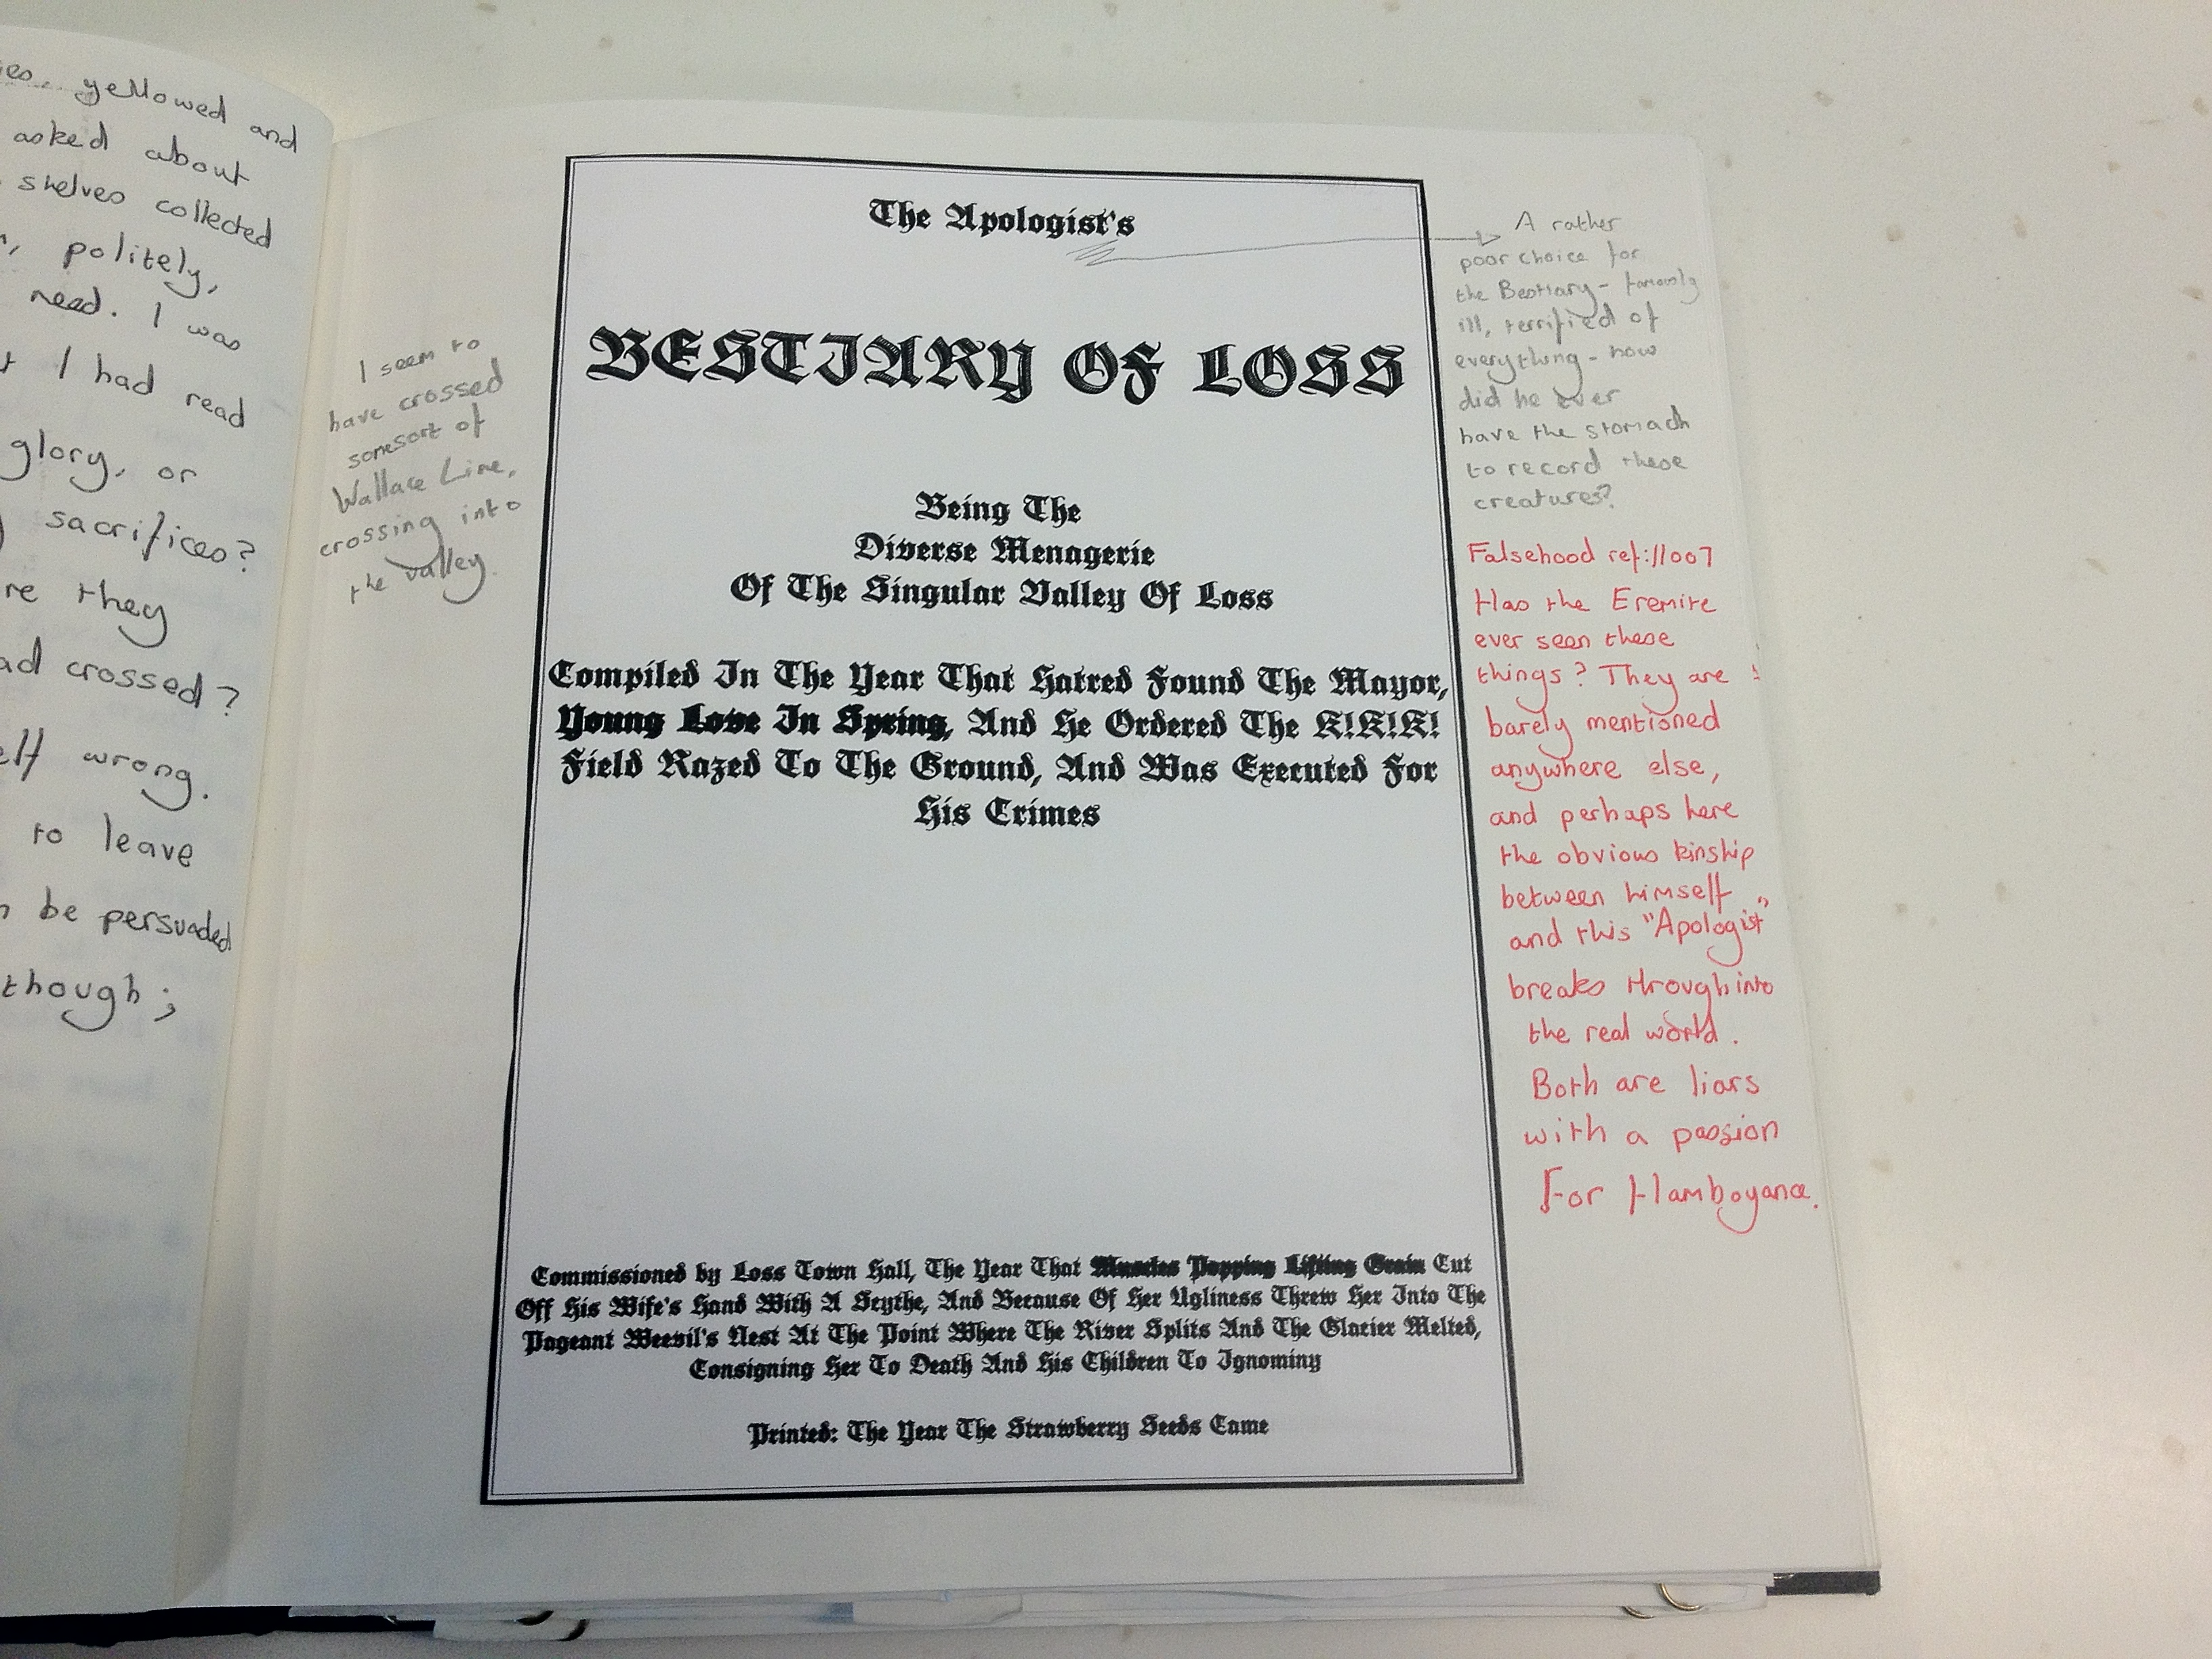 yellowed and
asked about
shelves collected
politely,
need. I was
I had read
glory, or
sacrifices?
they
crossed?
wrong.
to leave
be persuaded
though;
I seem to
have crossed
somesort of
Wallace Line,
crossing into
the valley.
The Apologist's
BESTIARY OF LOSS
Being The
Diverse Menagerie
Of The Singular Valley Of Loss
Compiled In The Year That Hatred Found The Mayor,
Young Love In Spring, And He Ordered The K!K!K!
Field Razed To The Ground, And Was Executed For
His Crimes
Commissioned by Loss Town Hall, The Year That Muscles Popping Lifting Grain Cut
Off His Wife's Hand With A Scythe, And Because Of Her Ugliness Threw Her Into The
Pageant Weevil's Nest At The Point Where The River Splits And The Glacier Melted,
Consigning Her To Death And His Children To Ignominy
Printed: The Year The Strawberry Seeds Came
A rather
poor choice for
the Bestiary - famously
ill, terrified of
everything - how
did he ever
have the stomach
to record these
creatures?
Falsehood ref://007
Has the Eremite
ever seen these
things? They are
barely mentioned
anywhere else,
and perhaps here
the obvious kinship
between himself
and this "Apologist"
breaks through into
the real world.
Both are liars
with a passion
For flamboyance.